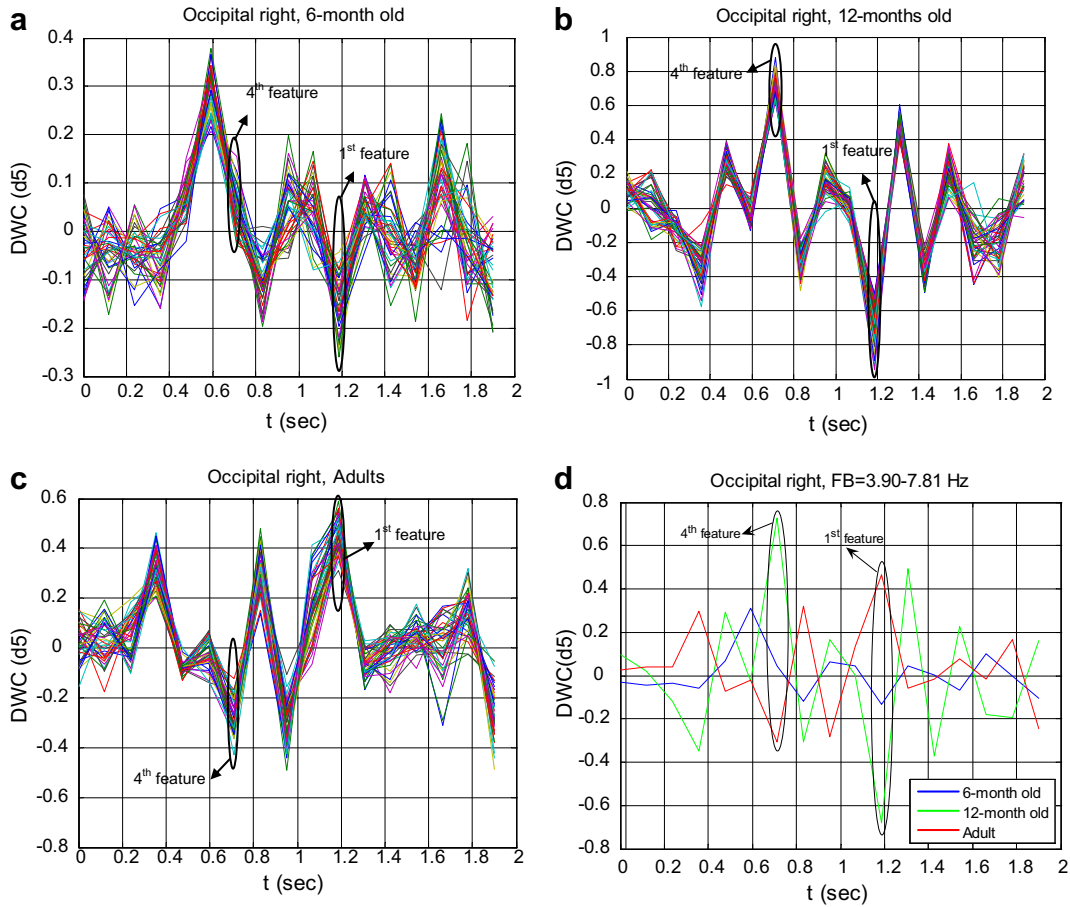 a
Occipital right, 6-month old
0.4
0.3
0.2
0.1
0
-0.1
-0.2
-0.3
DWC (d5)
4th feature
1st feature
0 0.2 0.4 0.6 0.8 1 1.2 1.4 1.6 1.8 2
t (sec)
b
Occipital right, 12-months old
1
0.8
0.6
0.4
0.2
0
-0.2
-0.4
-0.6
-0.8
-1
DWC (d5)
4th feature
1st feature
0 0.2 0.4 0.6 0.8 1 1.2 1.4 1.6 1.8 2
t (sec)
c
Occipital right, Adults
0.6
0.4
0.2
0
-0.2
-0.4
-0.6
-0.8
DWC (d5)
1st feature
4th feature
0 0.2 0.4 0.6 0.8 1 1.2 1.4 1.6 1.8 2
t (sec)
d
Occipital right, FB=3.90-7.81 Hz
0.8
0.6
0.4
0.2
0
-0.2
-0.4
-0.6
-0.8
DWC(d5)
4th feature
1st feature
6-month old
12-month old
Adult
0 0.2 0.4 0.6 0.8 1 1.2 1.4 1.6 1.8 2
t (sec)